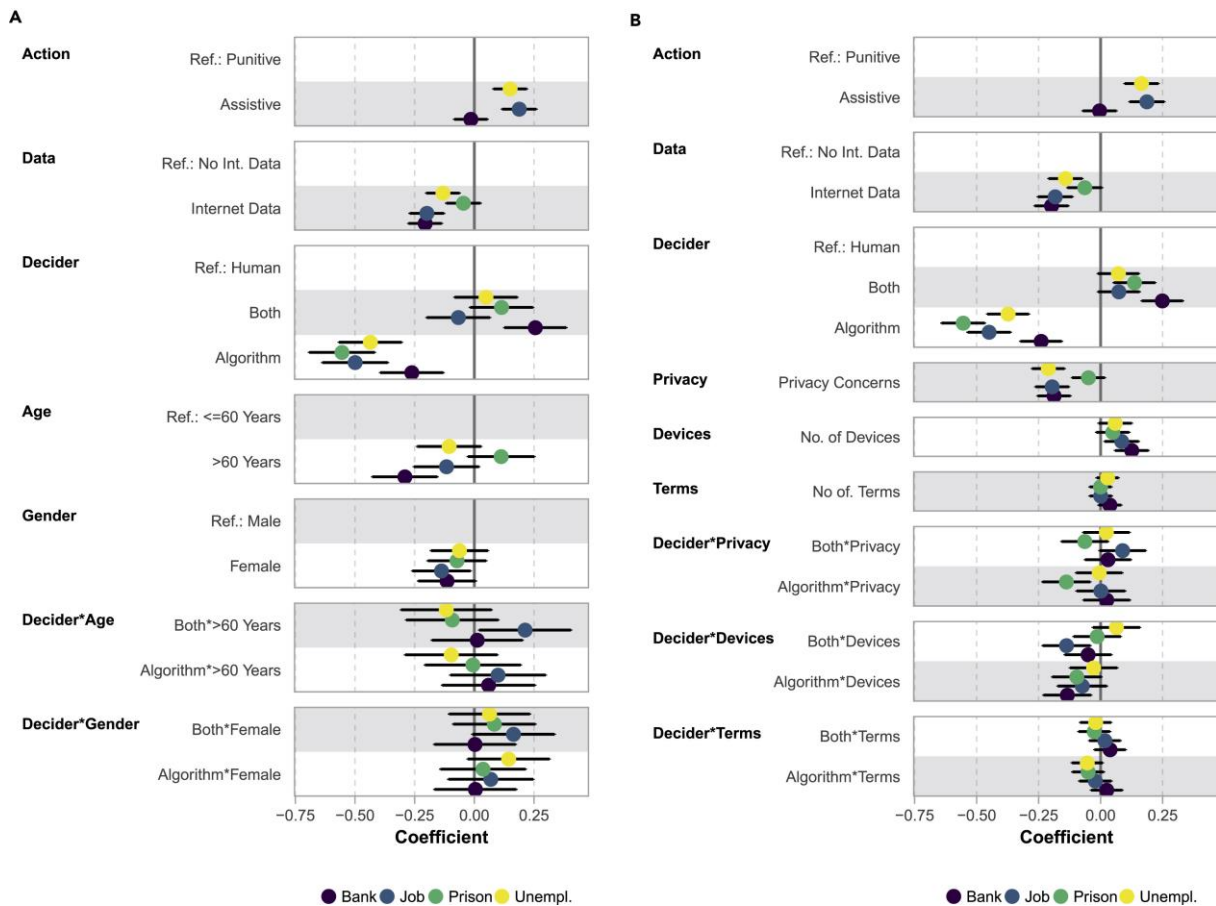 A
Action
Ref.: Punitive
Assistive
Data
Ref.: No Int. Data
Internet Data
Decider
Ref.: Human
Both
Algorithm
Age
Ref.: <=60 Years
>60 Years
Gender
Ref.: Male
Female
Decider*Age
Both*>60 Years
Algorithm*>60 Years
Decider*Gender
Both*Female
Algorithm*Female
−0.75 −0.50 −0.25 0.00 0.25
Coefficient
Bank Job Prison Unempl.
B
Action
Ref.: Punitive
Assistive
Data
Ref.: No Int. Data
Internet Data
Decider
Ref.: Human
Both
Algorithm
Privacy
Privacy Concerns
Devices
No. of Devices
Terms
No of. Terms
Decider*Privacy
Both*Privacy
Algorithm*Privacy
Decider*Devices
Both*Devices
Algorithm*Devices
Decider*Terms
Both*Terms
Algorithm*Terms
−0.75 −0.50 −0.25 0.00 0.25
Coefficient
Bank Job Prison Unempl.